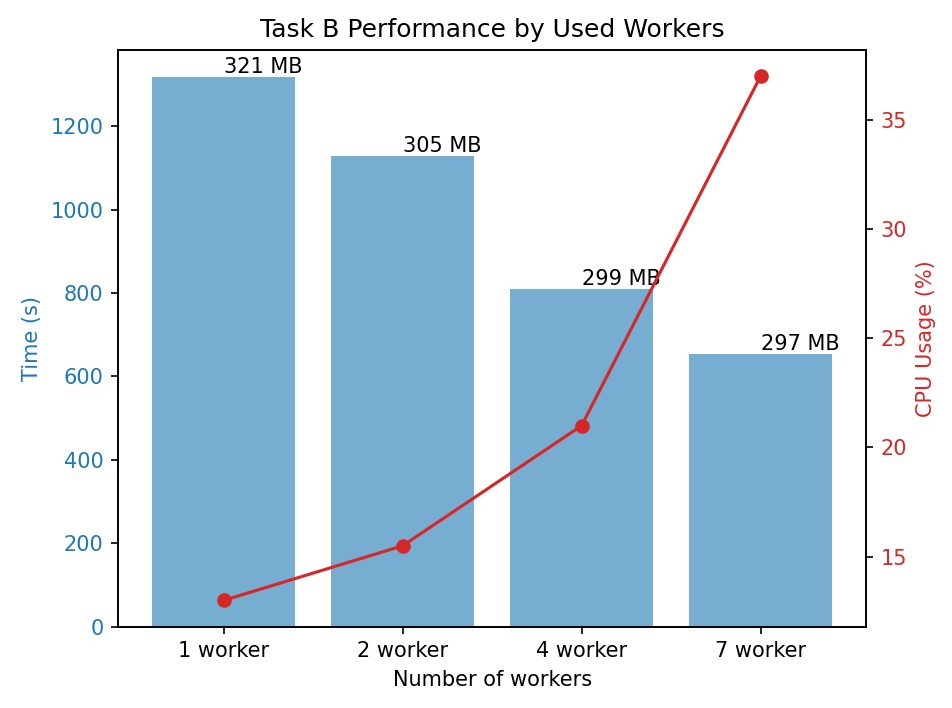 Task B Performance by Used Workers
321 MB
305 MB
299 MB
297 MB
Time (s)
1200
1000
800
600
400
200
0
CPU Usage (%)
35
30
25
20
15
1 worker
2 worker
4 worker
7 worker
Number of workers